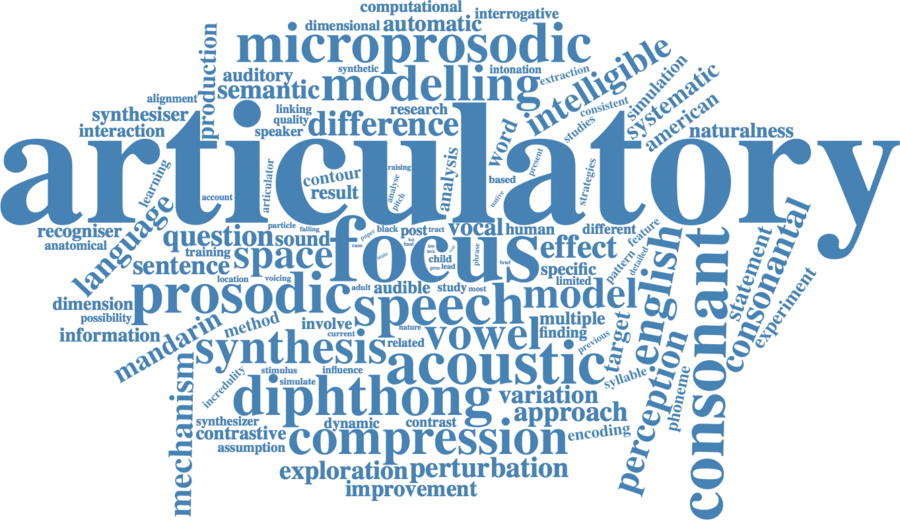 computational
interrogative
dimensional
automatic
microprosodic
synthetic
intonation
extraction
auditory
semantic
modelling
intelligible
production
alignment
synthesiser
interaction
linking
quality
speaker
research
difference
word
studies
consistent
simulation
systematic
american
naturalness
articulatory
learning
account
articulator
contour
result
raising
analyse
pitch
analysis
based
native
present
strategies
recogniser
anatomical
language
question
particle
falling
training
sound
space
case
paper
black
post
tract
vocal
human
focus
different
effect
pattern
feature
detailed
sentence
location
voicing
state
child
lead
phrase
brief
specific
limited
dimension
possibility
information
prosodic
adult
audible
study
most
speech
model
english
target
statement
consonantal
experiment
mandarin
method
involve
current
nature
related
vowel
multiple
finding
previous
synthesis
acoustic
syllable
phoneme
perception
consonant
mechanism
incredulity
stimulus
simulate
influence
diphthong
variation
approach
synthesizer
contrastive
assumption
dynamic
contrast
compression
encoding
exploration
perturbation
improvement